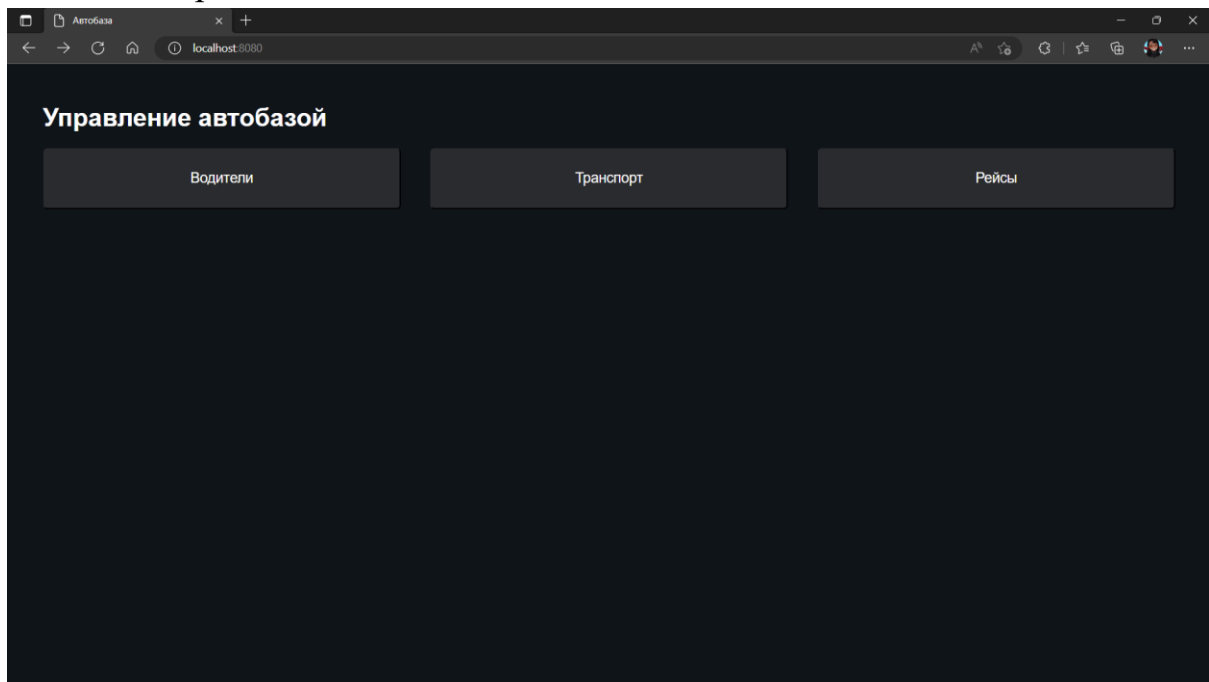 Автобаза
localhost:8080
Управление автобазой
Водители
Транспорт
Рейсы